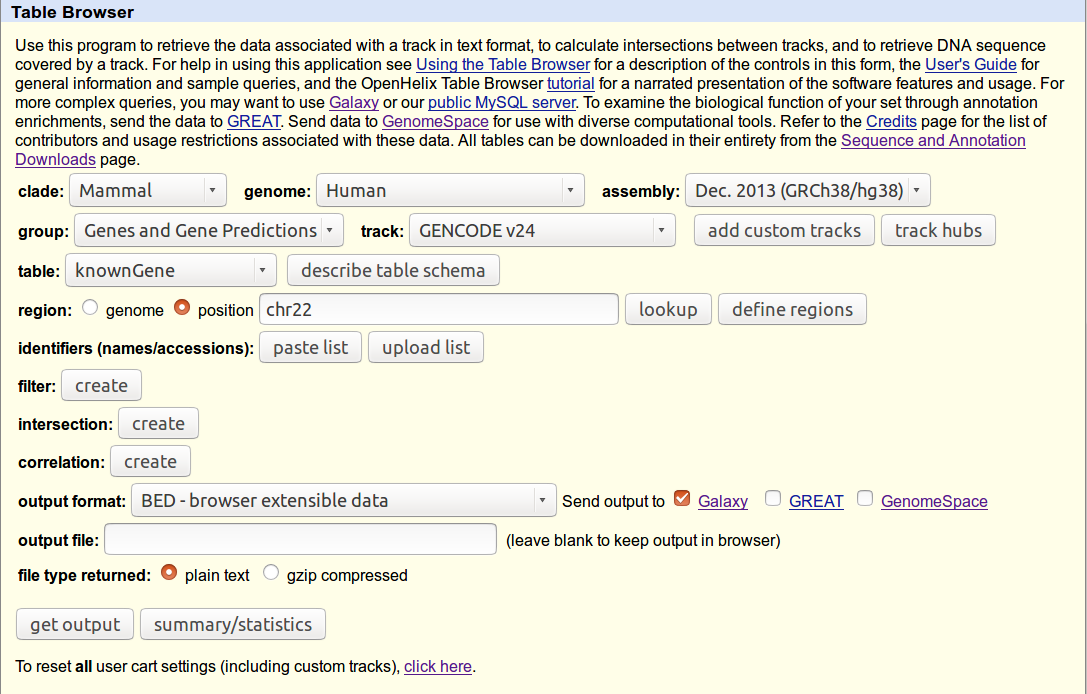 Table Browser
Use this program to retrieve the data associated with a track in text format, to calculate intersections between tracks, and to retrieve DNA sequence
covered by a track. For help in using this application see Using the Table Browser for a description of the controls in this form, the User's Guide for
general information and sample queries, and the OpenHelix Table Browser tutorial for a narrated presentation of the software features and usage. For
more complex queries, you may want to use Galaxy or our public MySQL server. To examine the biological function of your set through annotation
enrichments, send the data to GREAT. Send data to GenomeSpace for use with diverse computational tools. Refer to the Credits page for the list of
contributors and usage restrictions associated with these data. All tables can be downloaded in their entirety from the Sequence and Annotation
Downloads page.
clade: Mammal genome: Human assembly: Dec. 2013 (GRCh38/hg38)
group: Genes and Gene Predictions track: GENCODE v24 add custom tracks track hubs
table: knownGene describe table schema
region: genome position chr22 lookup define regions
identifiers (names/accessions): paste list upload list
filter: create
intersection: create
correlation: create
output format: BED - browser extensible data Send output to Galaxy GREAT GenomeSpace
output file: (leave blank to keep output in browser)
file type returned: plain text gzip compressed
get output summary/statistics
To reset all user cart settings (including custom tracks), click here.